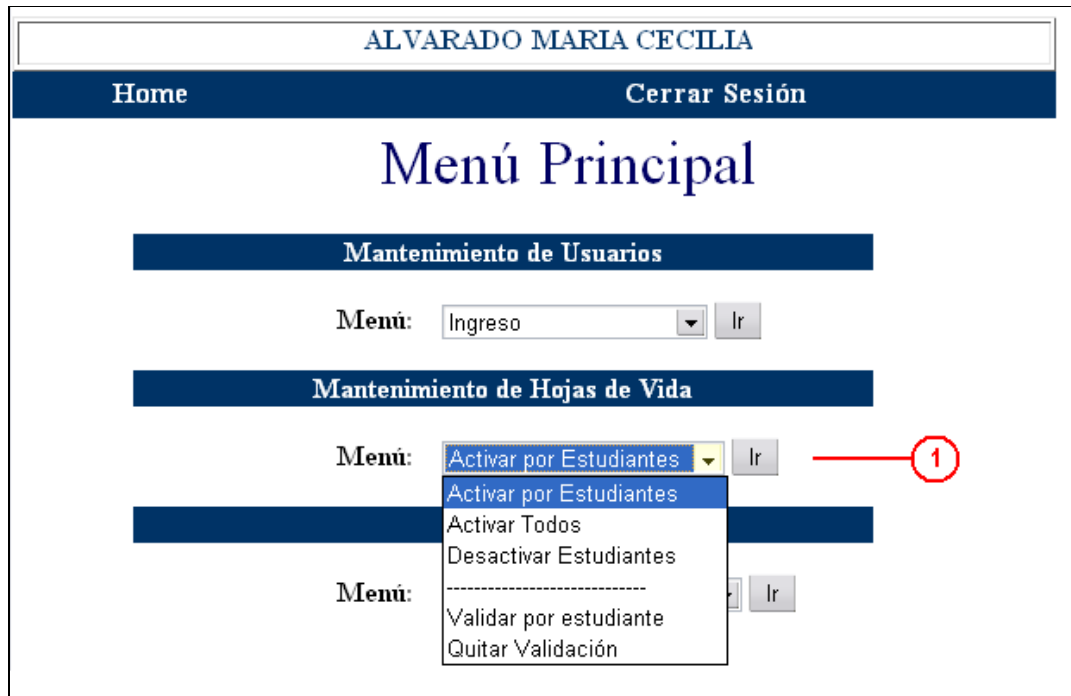 ALVARADO MARIA CECILIA
Home Cerrar Sesión
Menú Principal
Mantenimiento de Usuarios
Menú: Ingreso Ir
Mantenimiento de Hojas de Vida
Menú: Activar por Estudiantes Ir 1
Activar por Estudiantes
Activar Todos
Desactivar Estudiantes
---------------------------
Menú: Ir
Validar por estudiante
Quitar Validación